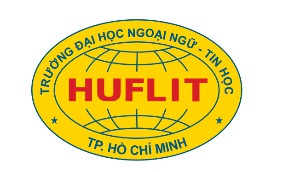 TRƯỜNG ĐẠI HỌC NGOẠI NGỮ - TIN HỌC
HUFLIT
TP. HỒ CHÍ MINH